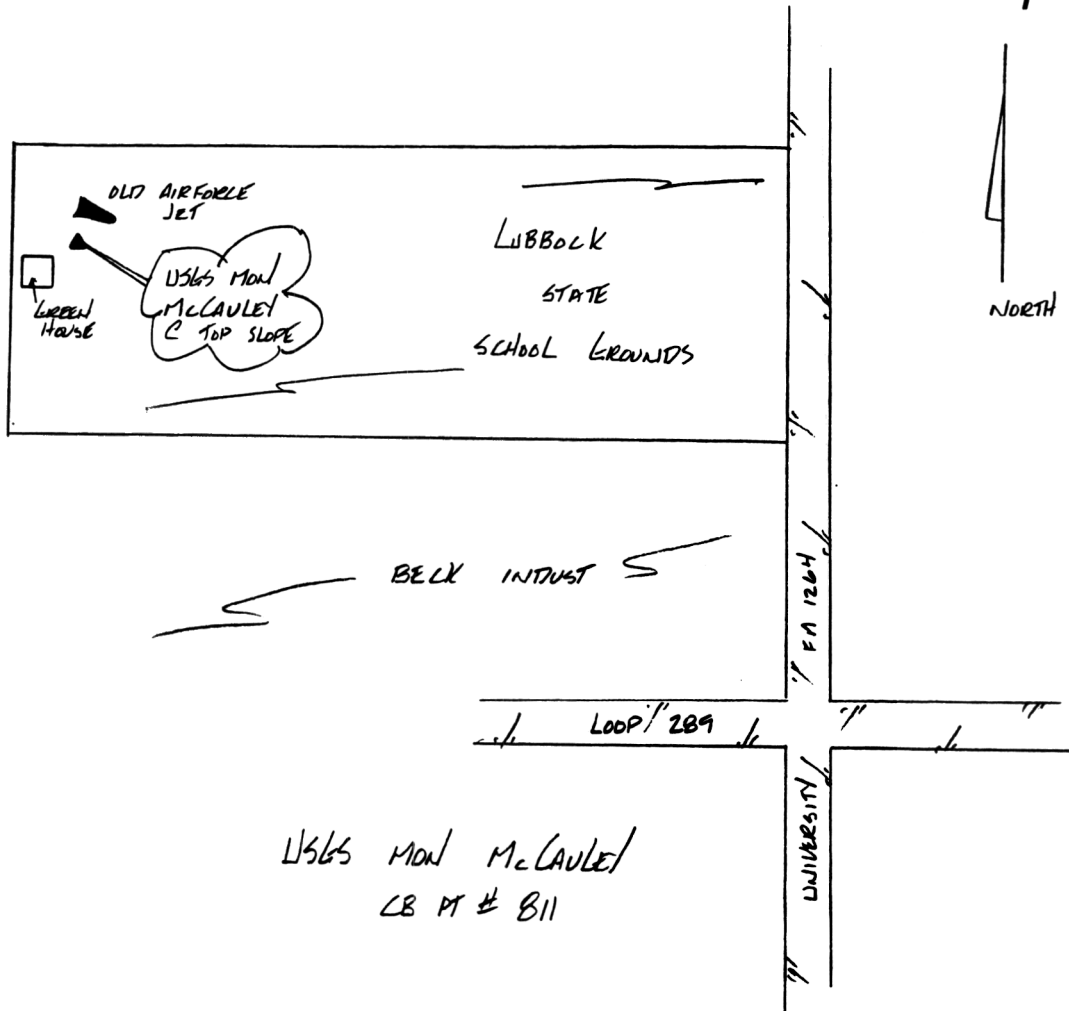 OLD AIRFORCE
JET
USGS MON
McCAULEY
@ TOP SLOPE
GREEN
HOUSE
LUBBOCK
STATE
SCHOOL GROUNDS
NORTH
BECK INDUST
FM 1264
LOOP 289
UNIVERSITY
USGS MON McCAULEY
CB PT # 811